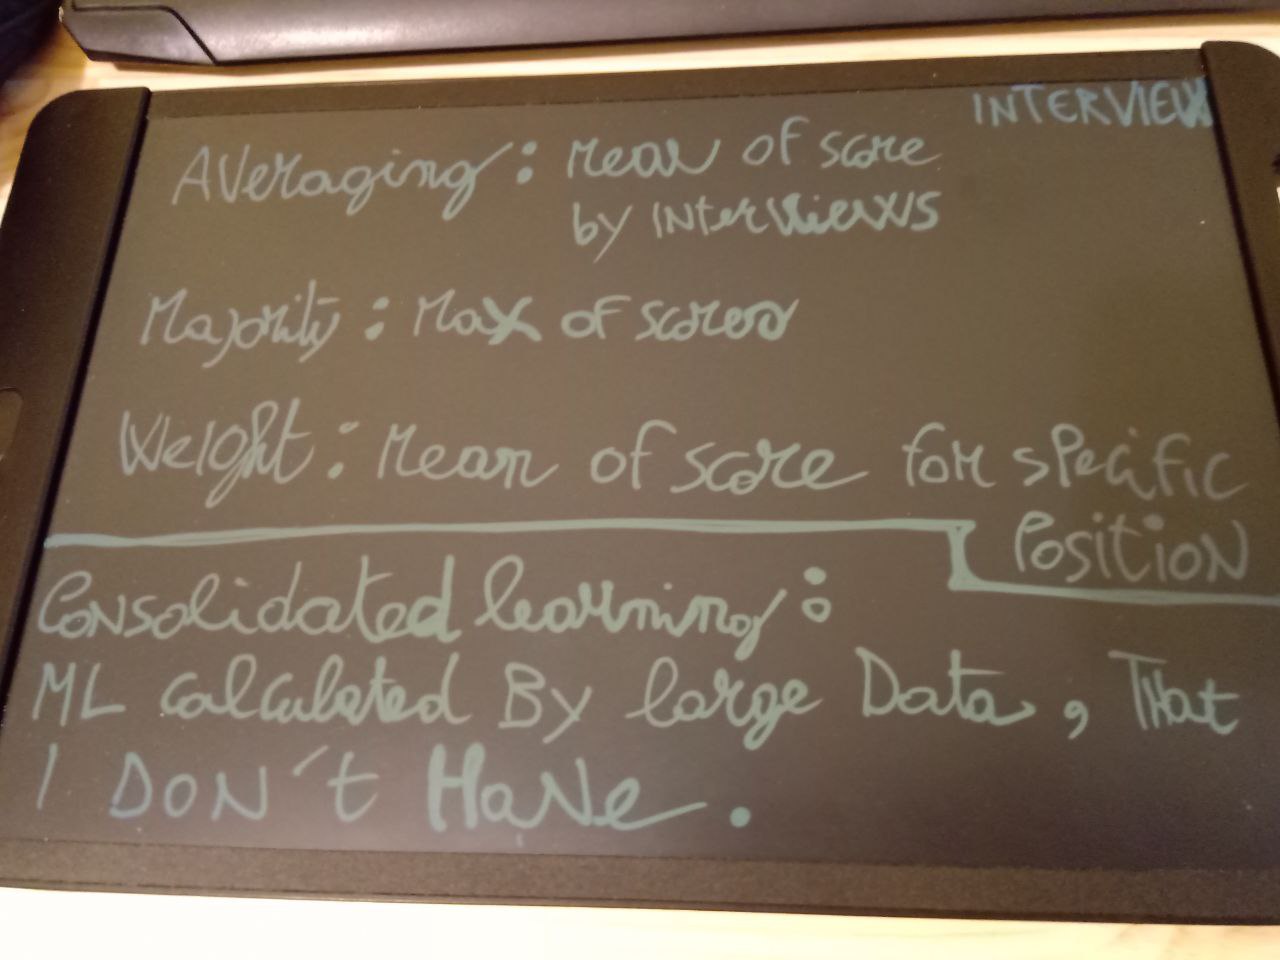 INTERVIEW
Averaging: Mean of score
by Interviews
Majority: Max of scores
Weight: Mean of score for specific
Position
Consolidated learning:
ML calculated By large Data, That
I DON't Have.